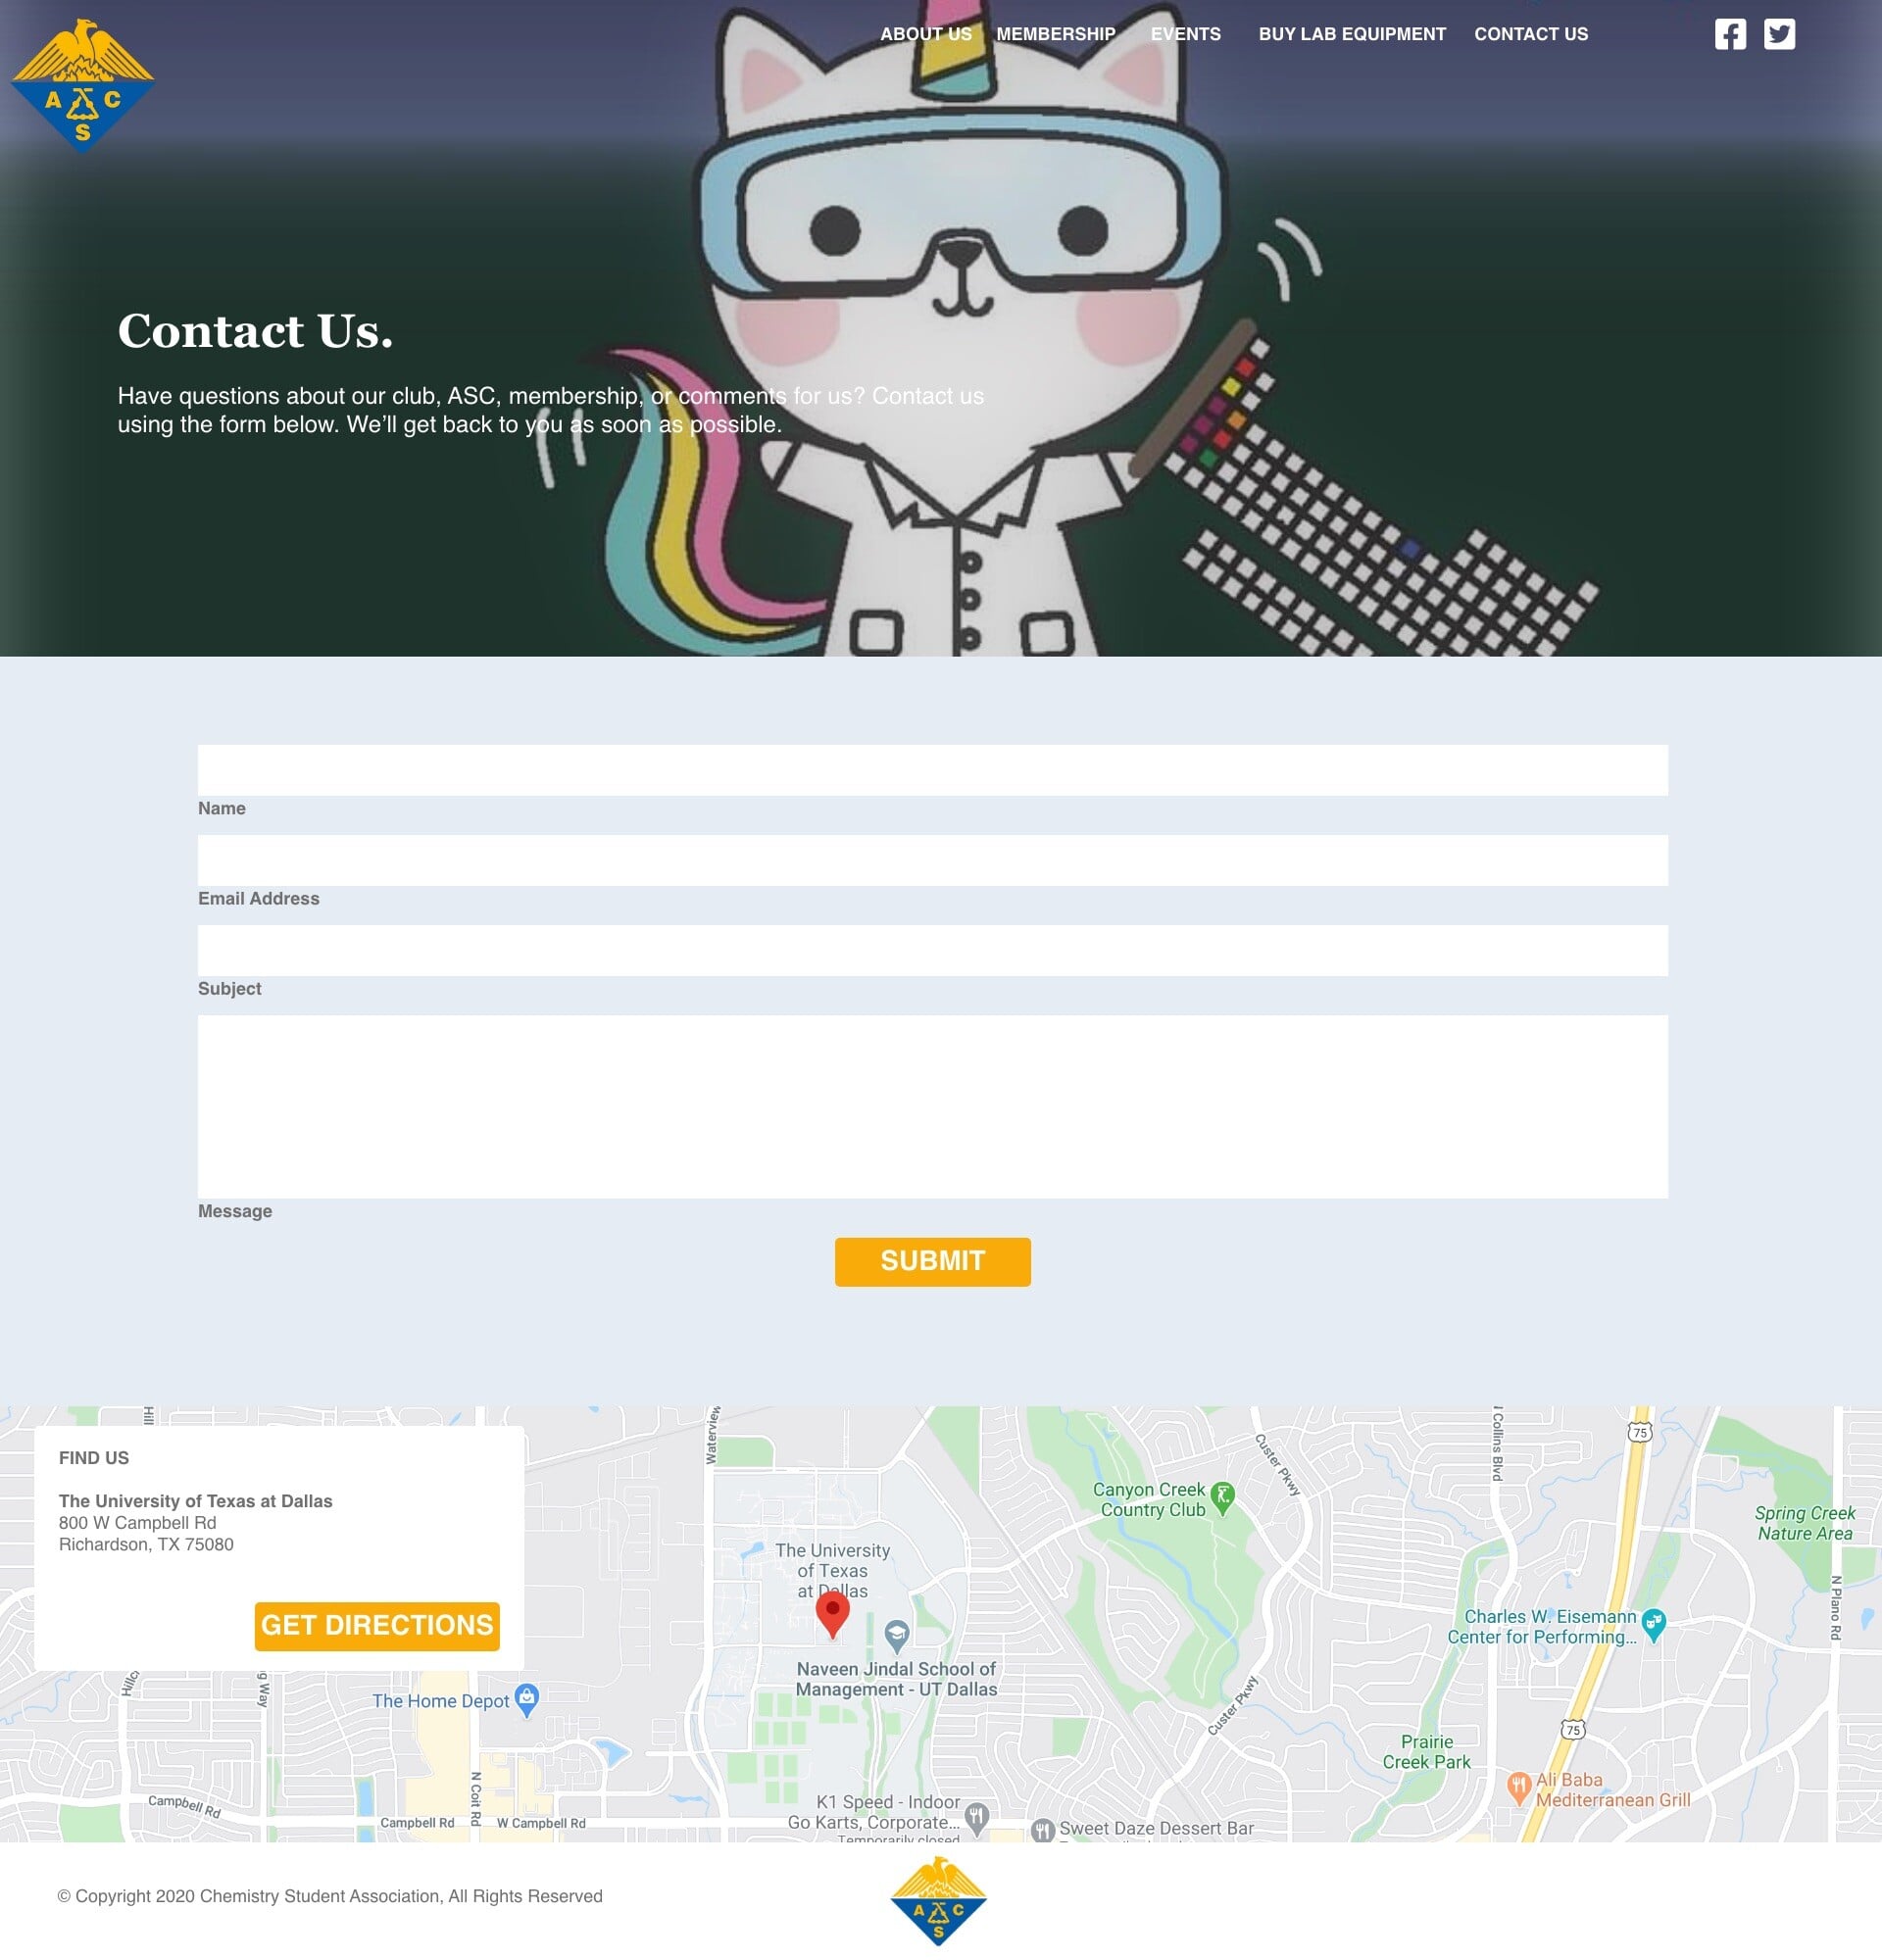 A C
S
ABOUT US MEMBERSHIP EVENTS BUY LAB EQUIPMENT CONTACT US
Contact Us.
Have questions about our club, ASC, membership, or comments for us? Contact us
using the form below. We’ll get back to you as soon as possible.
Name
Email Address
Subject
Message
SUBMIT
FIND US
The University of Texas at Dallas
800 W Campbell Rd
Richardson, TX 75080
GET DIRECTIONS
Waterview
Custer Pkwy
Collins Blvd
75
Canyon Creek
Country Club
Spring Creek
Nature Area
The University
of Texas
at Dallas
N Plano Rd
Charles W. Eisemann
Center for Performing...
Naveen Jindal School of
Management - UT Dallas
Way
The Home Depot
Custer Pkwy
75
Prairie
Creek Park
N Coit Rd
Ali Baba
Mediterranean Grill
Campbell Rd
Campbell Rd
W Campbell Rd
K1 Speed - Indoor
Go Karts, Corporate...
Temporarily closed
Sweet Daze Dessert Bar
© Copyright 2020 Chemistry Student Association, All Rights Reserved
A C
S